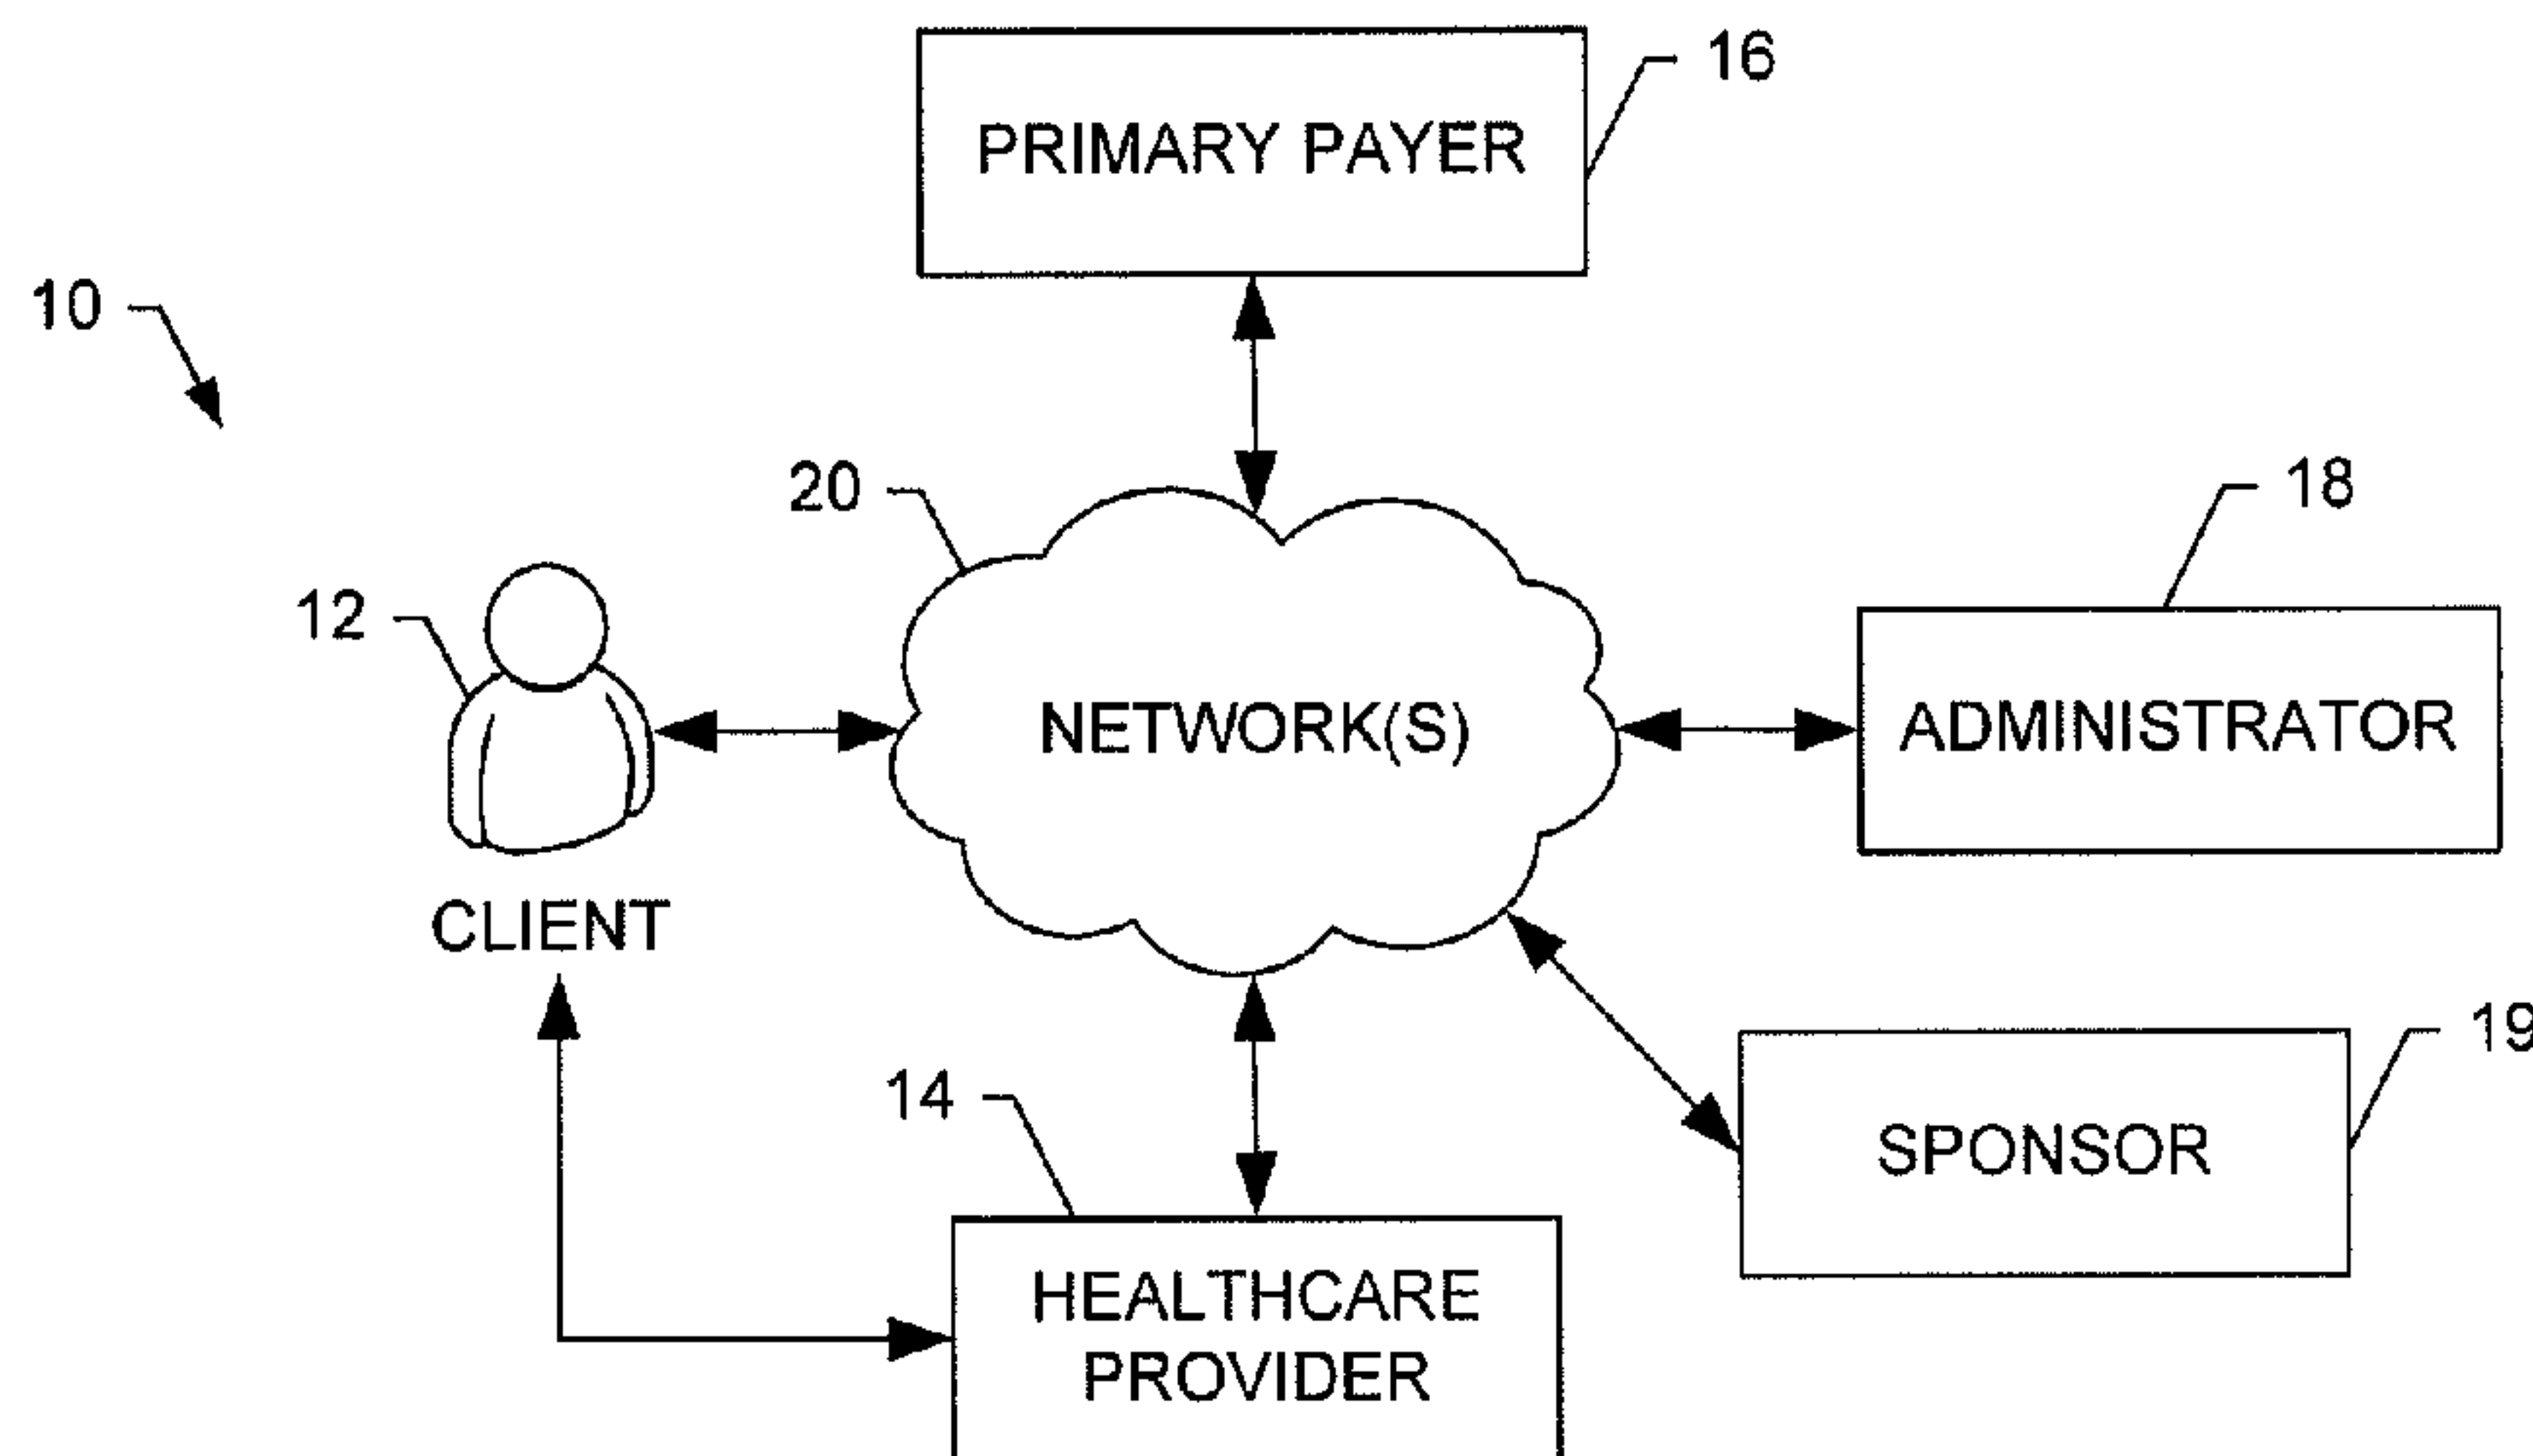 16
PRIMARY PAYER
10
20
18
12
NETWORK(S)
ADMINISTRATOR
CLIENT
19
14
SPONSOR
HEALTHCARE
PROVIDER